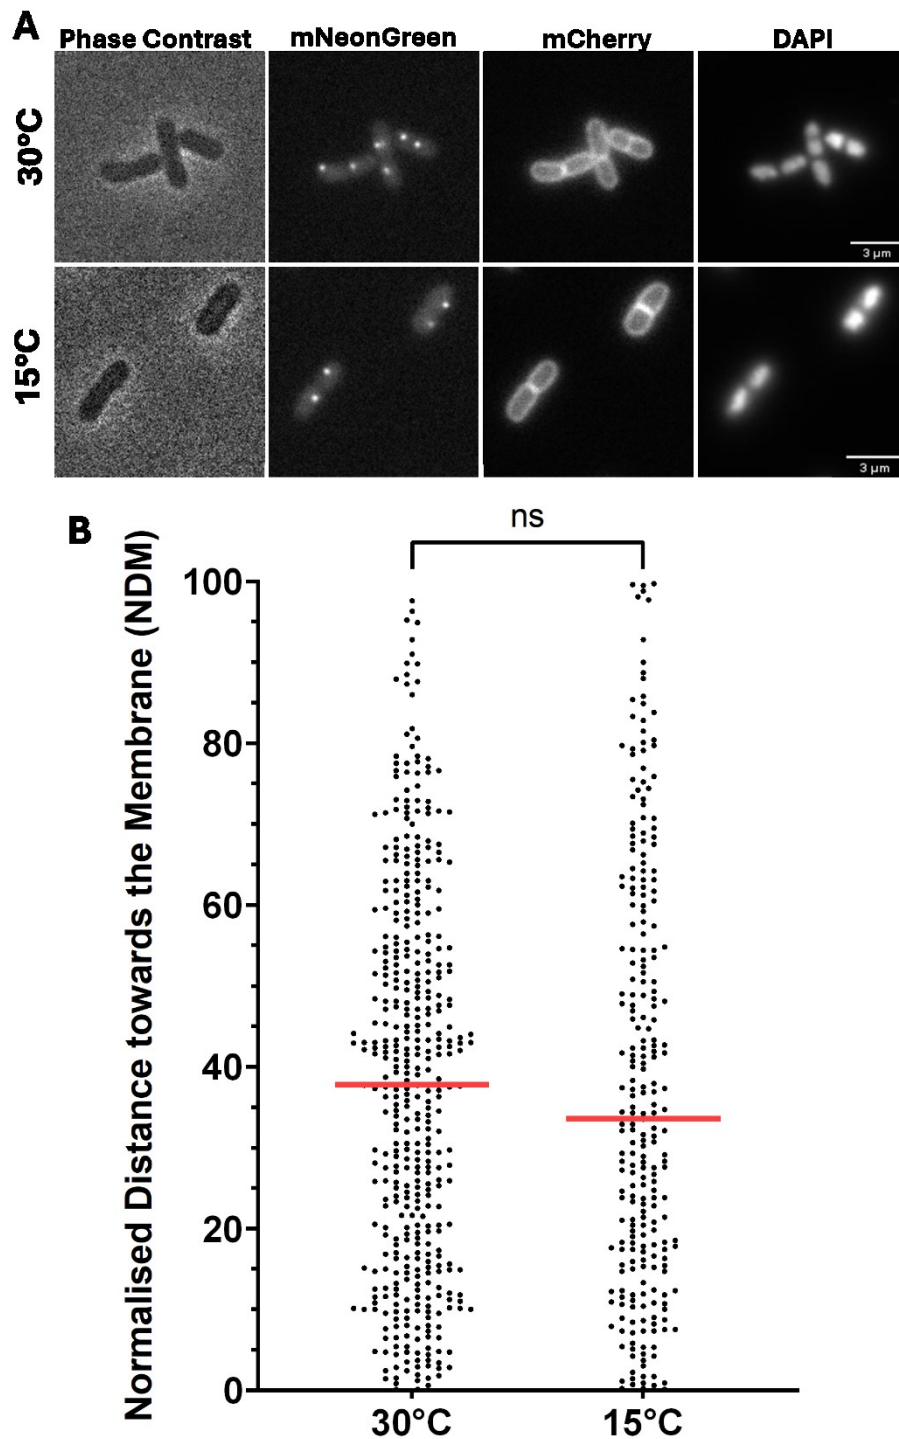 A
Phase Contrast mNeonGreen mCherry DAPI
30°C
3 µm
15°C
3 µm
B
ns
Normalised Distance towards the Membrane (NDM)
100
80
60
40
20
0
30°C 15°C